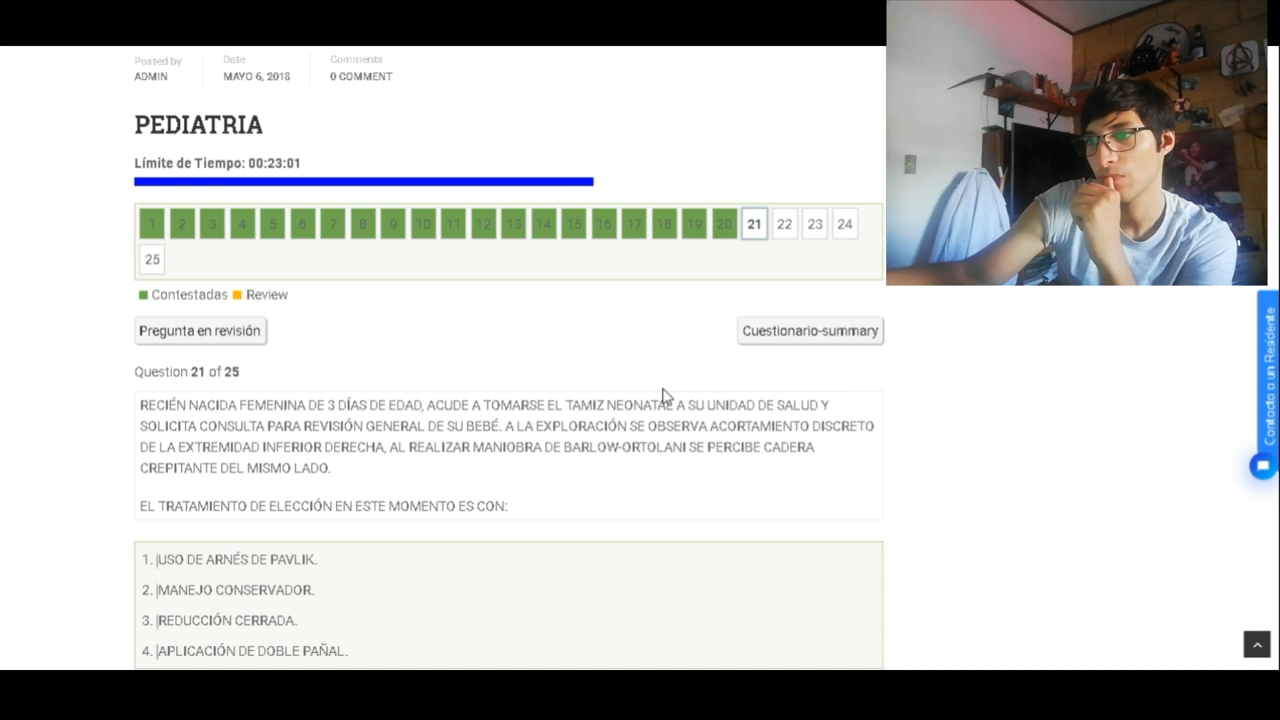 Posted by
ADMIN
Date
MAYO 6, 2018
Comments
0 COMMENT
PEDIATRIA
Límite de Tiempo: 00:23:01
1 2 3 4 5 6 7 8 9 10 11 12 13 14 15 16 17 18 19 20 21 22 23 24
25
Contestadas Review
Pregunta en revisión
Cuestionario-summary
Question 21 of 25
RECIÉN NACIDA FEMENINA DE 3 DÍAS DE EDAD, ACUDE A TOMARSE EL TAMIZ NEONATAL A SU UNIDAD DE SALUD Y
SOLICITA CONSULTA PARA REVISIÓN GENERAL DE SU BEBÉ. A LA EXPLORACIÓN SE OBSERVA ACORTAMIENTO DISCRETO
DE LA EXTREMIDAD INFERIOR DERECHA, AL REALIZAR MANIOBRA DE BARLOW-ORTOLANI SE PERCIBE CADERA
CREPITANTE DEL MISMO LADO.
EL TRATAMIENTO DE ELECCIÓN EN ESTE MOMENTO ES CON:
1. USO DE ARNÉS DE PAVLIK.
2. MANEJO CONSERVADOR.
3. REDUCCIÓN CERRADA.
4. APLICACIÓN DE DOBLE PAÑAL.
Contacta a un Residente